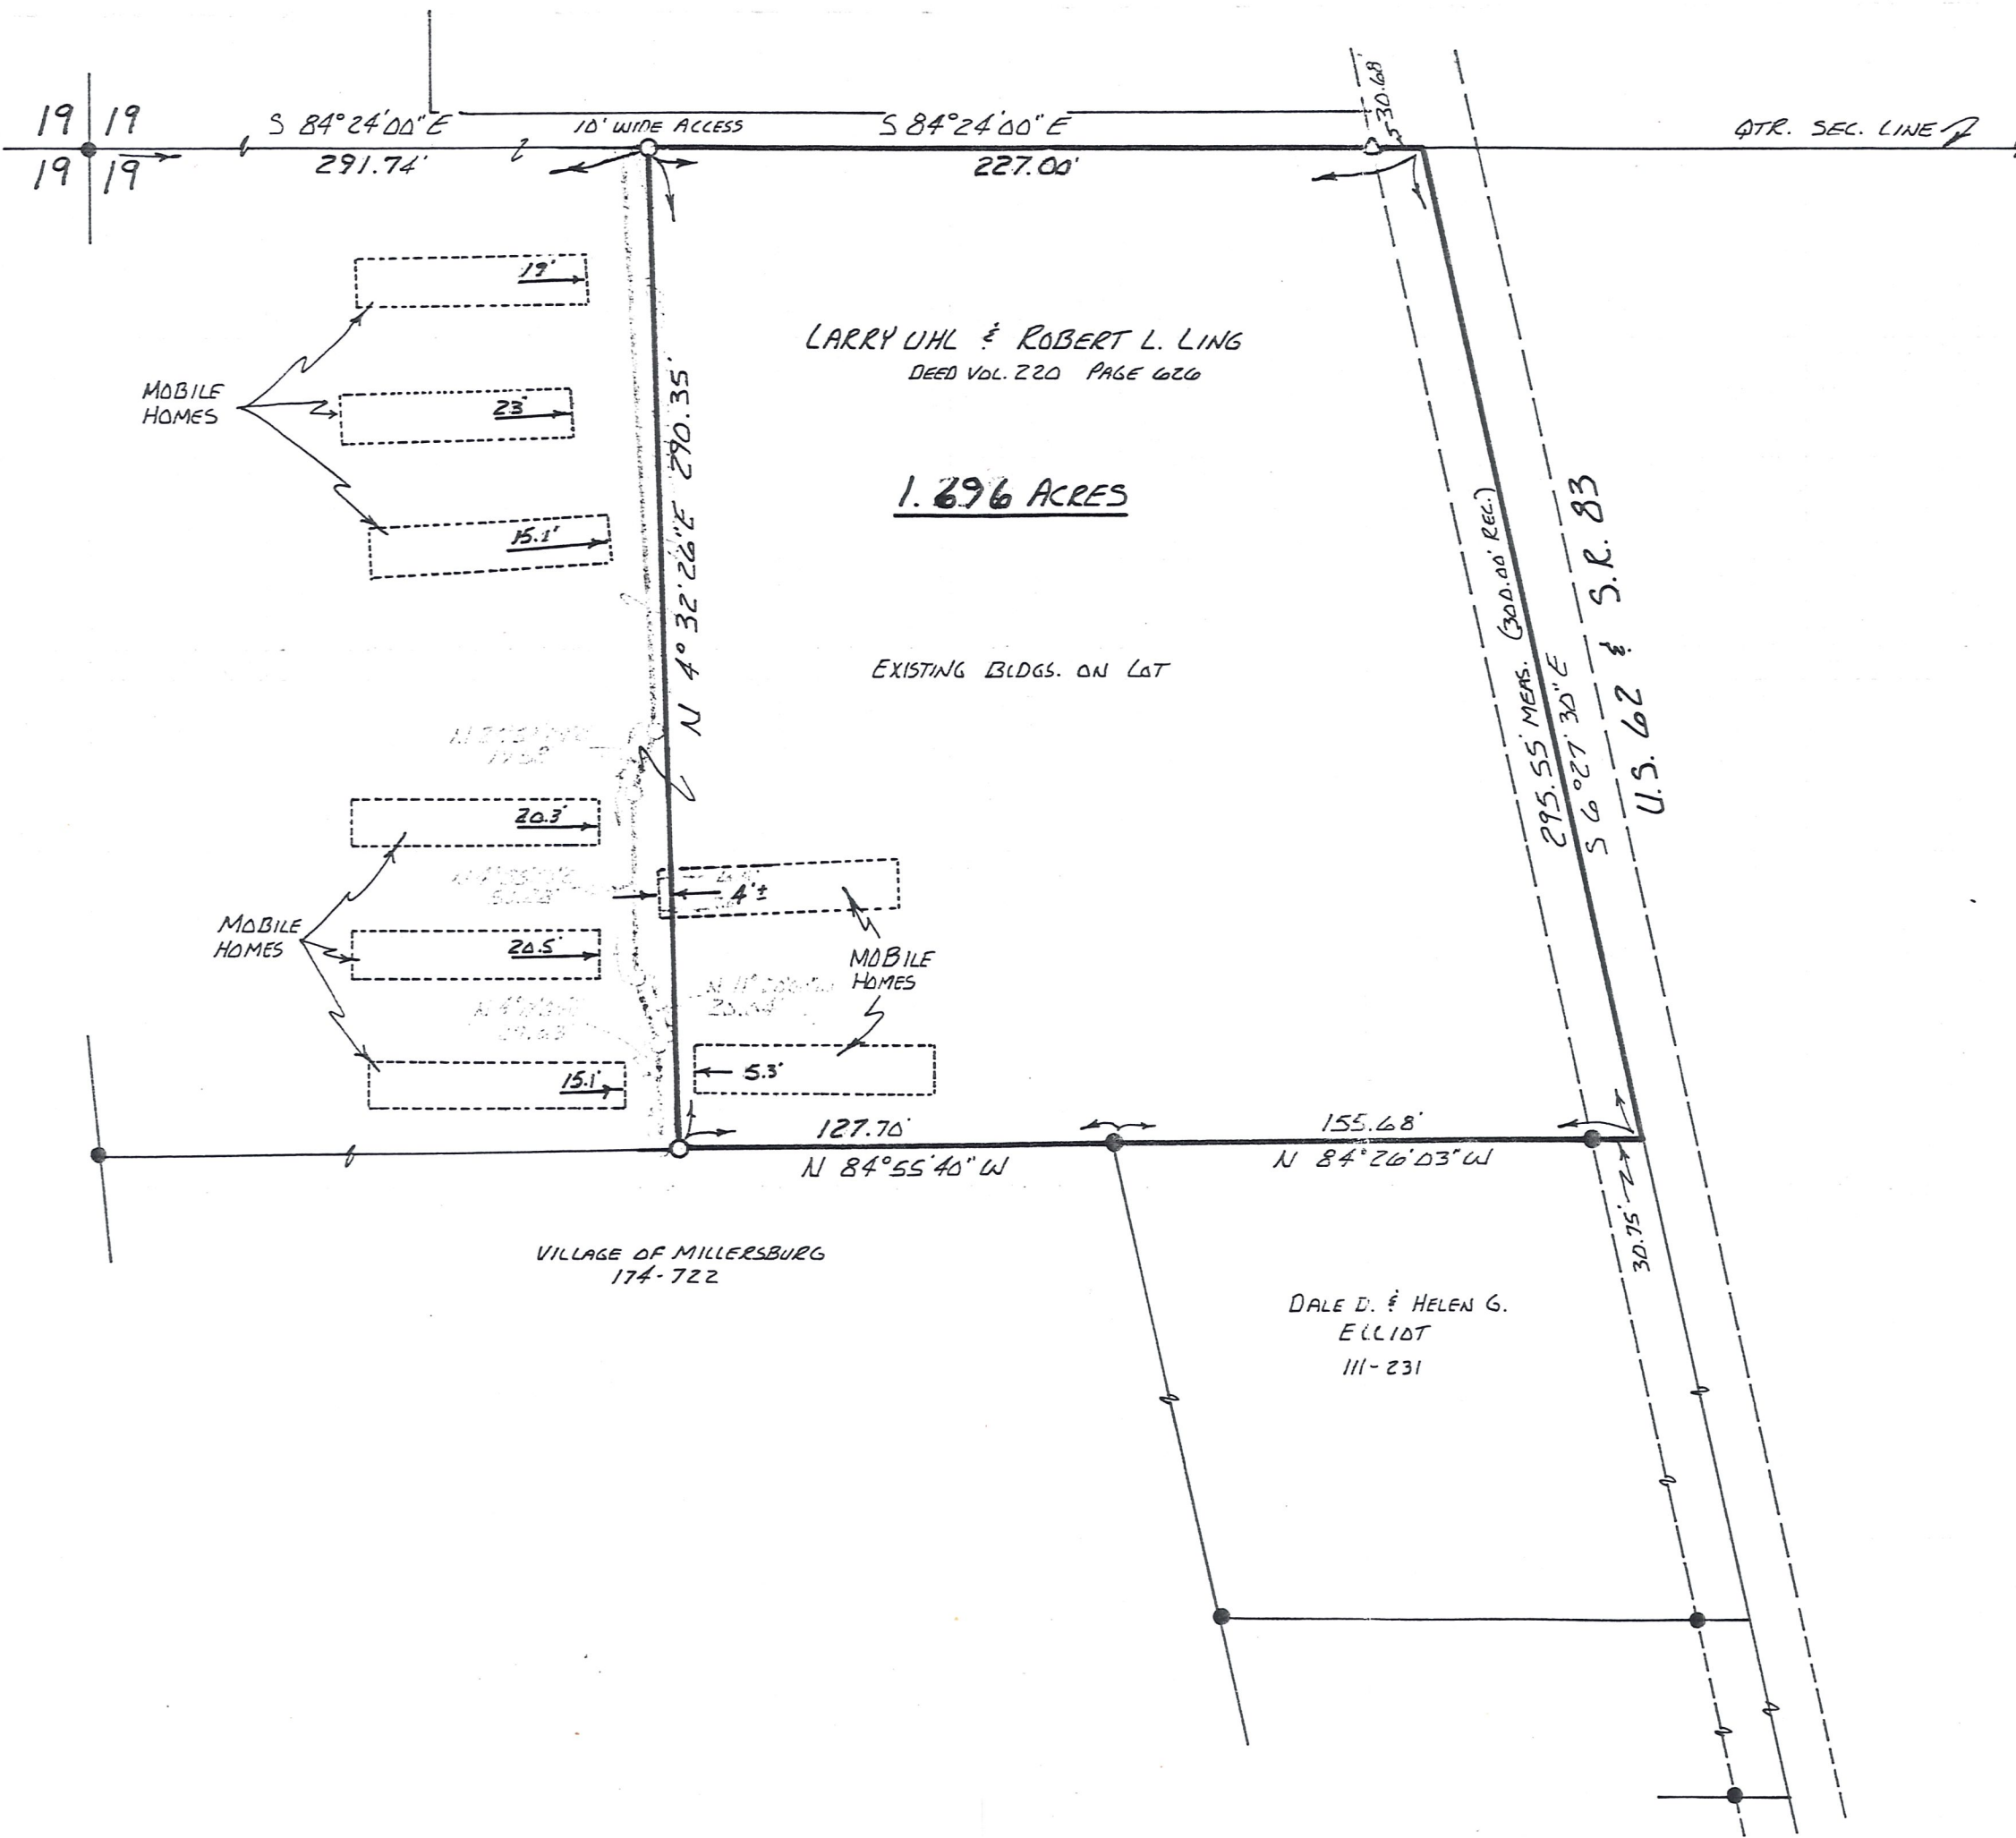 19 19
19 19
S 84°24'00"E
291.74'
10' WIDE ACCESS
S 84°24'00"E
227.00'
30.68'
QTR. SEC. LINE
19'
23'
15.1'
MOBILE
HOMES
LARRY UHL & ROBERT L. LING
DEED VOL. 220 PAGE 626
1.696 ACRES
N 4°32'26"E 290.35'
EXISTING BLDGS. ON LOT
295.55' MEAS. (300.00' REC.)
S 6°27'30"E
U.S. 62 & S.R. 83
20.3'
20.5'
15.1'
MOBILE
HOMES
4'±
MOBILE
HOMES
5.3'
127.70'
N 84°55'40"W
155.68'
N 84°26'03"W
30.75'
VILLAGE OF MILLERSBURG
174-722
DALE D. & HELEN G.
ELLIOT
111-231